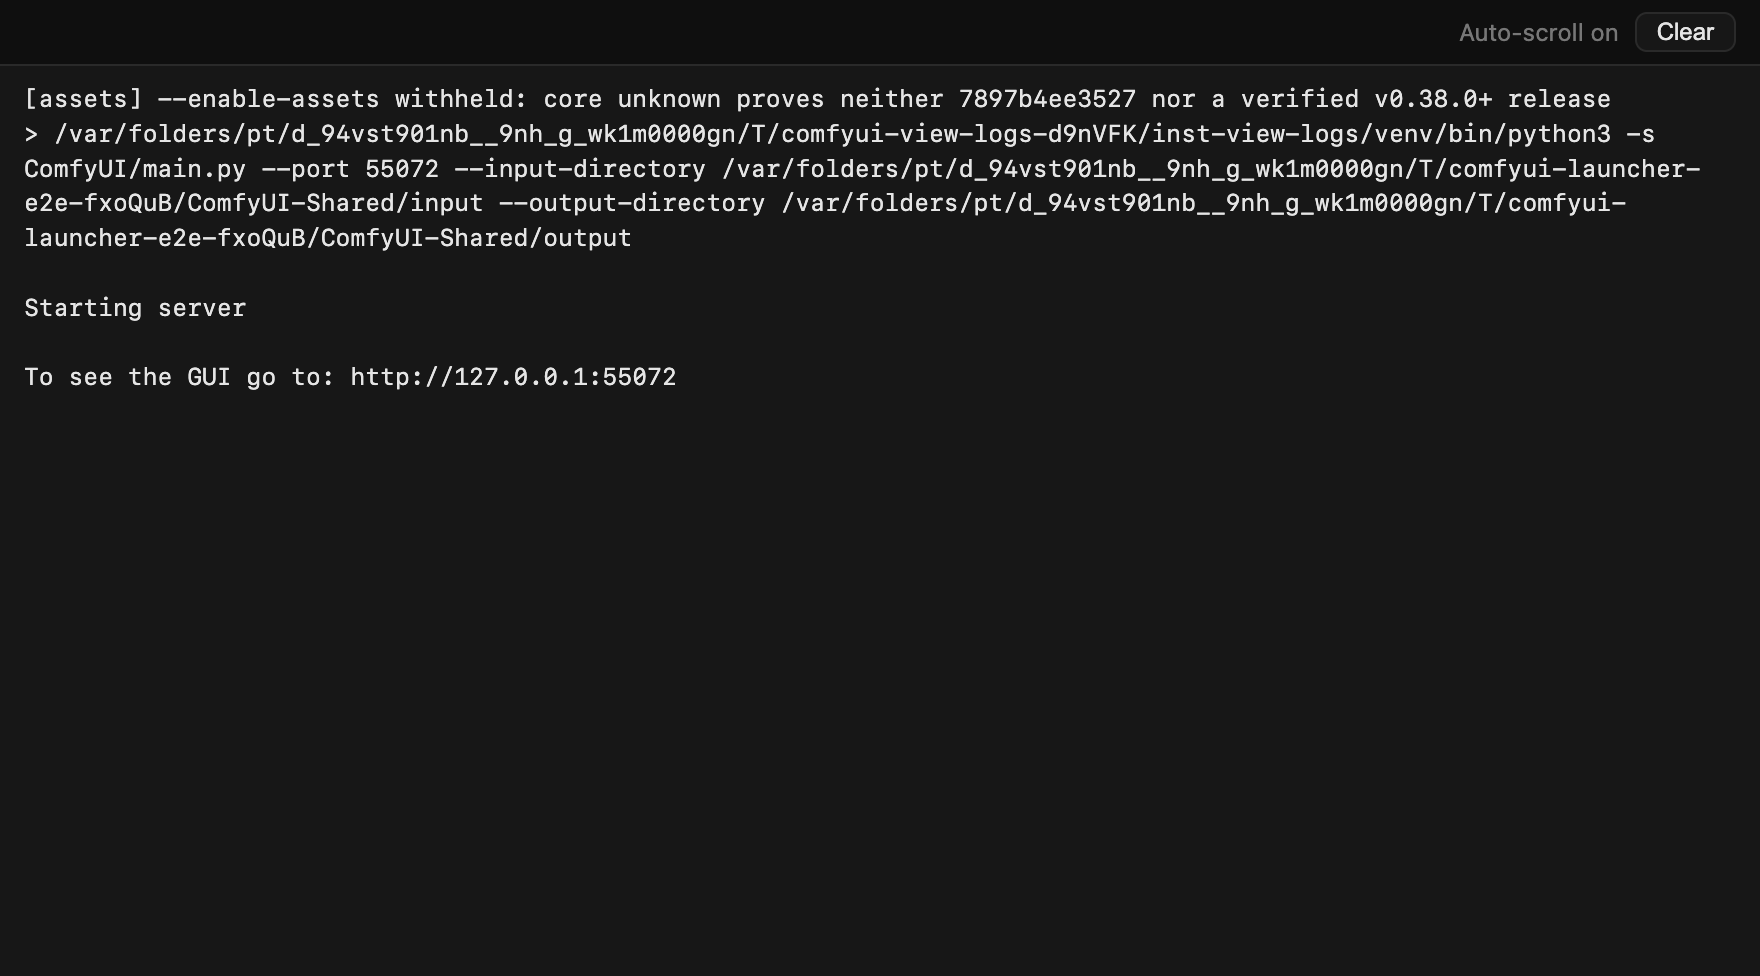 Auto-scroll on
Clear
[assets] --enable-assets withheld: core unknown proves neither 7897b4ee3527 nor a verified v0.38.0+ release
> /var/folders/pt/d_94vst901nb__9nh_g_wk1m0000gn/T/comfyui-view-logs-d9nVFK/inst-view-logs/venv/bin/python3 -s
ComfyUI/main.py --port 55072 --input-directory /var/folders/pt/d_94vst901nb__9nh_g_wk1m0000gn/T/comfyui-launcher-
e2e-fxoQuB/ComfyUI-Shared/input --output-directory /var/folders/pt/d_94vst901nb__9nh_g_wk1m0000gn/T/comfyui-
launcher-e2e-fxoQuB/ComfyUI-Shared/output
Starting server
To see the GUI go to: http://127.0.0.1:55072